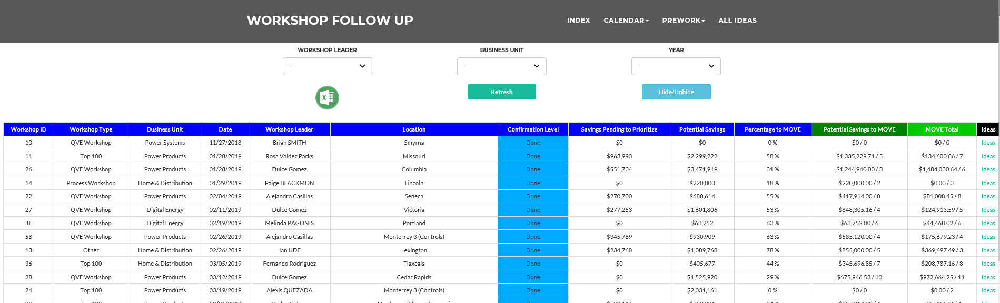 WORKSHOP FOLLOW UP INDEX CALENDAR PREWORK ALL IDEAS
WORKSHOP LEADER BUSINESS UNIT YEAR
- - -
Refresh Hide/Unhide
Workshop ID Workshop Type Business Unit Date Workshop Leader Location Confirmation Level Savings Pending to Prioritize Potential Savings Percentage to MOVE Potential Savings to MOVE MOVE Total Ideas
10 QVE Workshop Power Systems 11/27/2018 Brian SMITH Smyrna Done $0 $0 0 % $0 / 0 $0 / 0 Ideas
11 Top 100 Power Products 01/28/2019 Rosa Valdez Parks Missouri Done $963,993 $2,299,222 58 % $1,335,229.71 / 5 $134,600.86 / 7 Ideas
26 QVE Workshop Power Products 01/28/2019 Dulce Gomez Columbia Done $551,734 $3,471,919 31 % $1,244,940.00 / 3 $1,484,030.64 / 6 Ideas
14 Process Workshop Home & Distribution 01/29/2019 Paige BLACKMON Lincoln Done $0 $220,000 18 % $220,000.00 / 2 $0.00 / 3 Ideas
22 QVE Workshop Power Products 02/04/2019 Alejandro Casillas Seneca Done $270,700 $688,614 55 % $417,914.00 / 8 $81,008.45 / 8 Ideas
27 QVE Workshop Digital Energy 02/11/2019 Dulce Gomez Victoria Done $277,253 $1,601,806 53 % $848,305.16 / 4 $124,913.59 / 5 Ideas
8 QVE Workshop Digital Energy 02/19/2019 Melinda PAGONIS Portland Done $0 $63,252 63 % $63,252.00 / 6 $44,468.02 / 6 Ideas
58 QVE Workshop Power Products 02/26/2019 Alejandro Casillas Monterrey 3 (Controls) Done $345,789 $930,909 63 % $585,120.00 / 4 $175,679.23 / 4 Ideas
13 Other Home & Distribution 02/26/2019 Jan UDE Lexington Done $234,768 $1,089,768 78 % $855,000.00 / 5 $369,697.49 / 3 Ideas
36 Top 100 Home & Distribution 03/05/2019 Fernando Rodriguez Tlaxcala Done $0 $405,677 44 % $345,696.85 / 7 $208,787.16 / 8 Ideas
28 QVE Workshop Power Products 03/12/2019 Dulce Gomez Cedar Rapids Done $0 $1,525,920 29 % $675,946.53 / 10 $972,664.25 / 11 Ideas
24 Top 100 Power Products 03/19/2019 Alexis QUEZADA Monterrey 3 (Controls) Done $0 $2,031,161 0 % $0 / 0 $0.00 / 2 Ideas